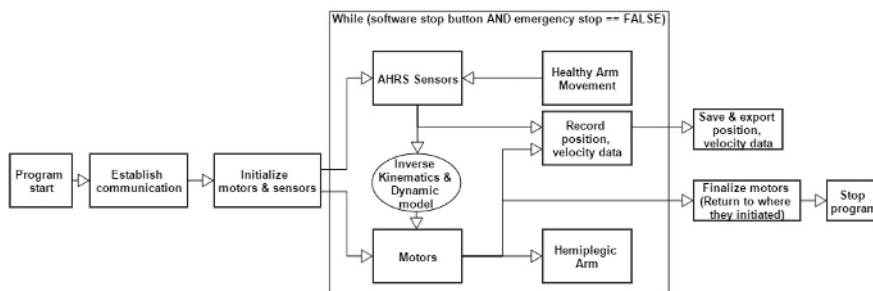 While (software stop button AND emergency stop == FALSE)
AHRS Sensors
Healthy Arm
Movement
Record
position,
velocity data
Save & export
position,
velocity data
Program
start
Establish
communication
Initialize
motors & sensors
Inverse
Kinematics &
Dynamic
model
Finalize motors
(Return to where
they initiated)
Stop
program
Motors
Hemiplegic
Arm